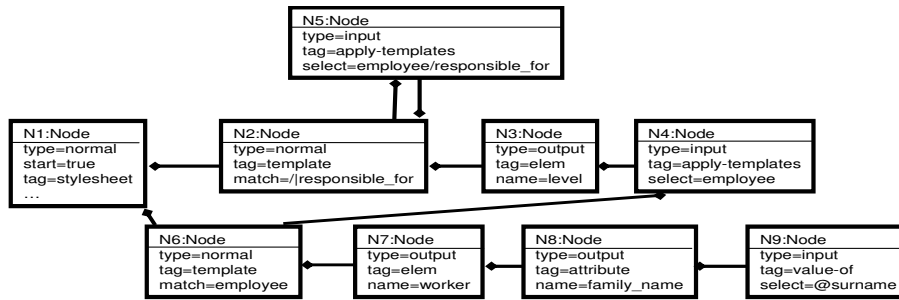 N5:Node
type=input
tag=apply-templates
select=employee/responsible_for
N1:Node
type=normal
start=true
tag=stylesheet
...
N2:Node
type=normal
tag=template
match=/|responsible_for
N3:Node
type=output
tag=elem
name=level
N4:Node
type=input
tag=apply-templates
select=employee
N6:Node
type=normal
tag=template
match=employee
N7:Node
type=output
tag=elem
name=worker
N8:Node
type=output
tag=attribute
name=family_name
N9:Node
type=input
tag=value-of
select=@surname